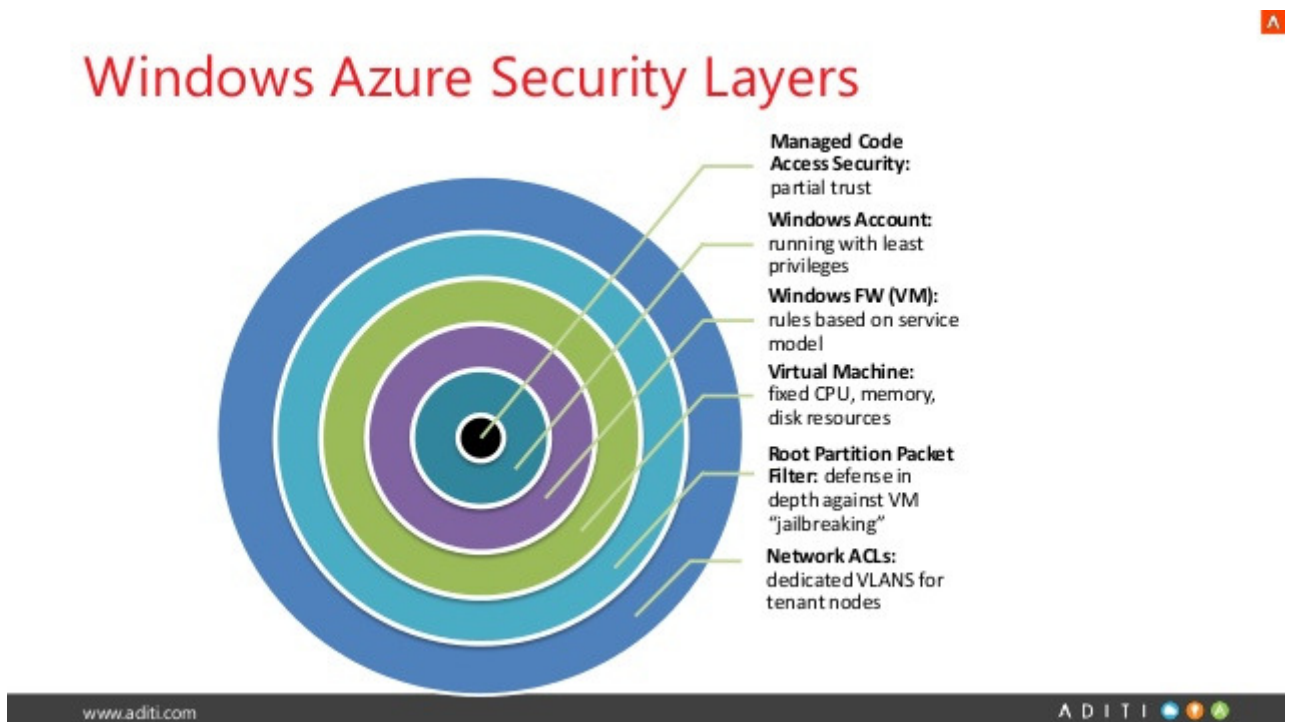 Windows Azure Security Layers
Managed Code
Access Security:
partial trust
Windows Account:
running with least
privileges
Windows FW (VM):
rules based on service
model
Virtual Machine:
fixed CPU, memory,
disk resources
Root Partition Packet
Filter: defense in
depth against VM
“jailbreaking”
Network ACLs:
dedicated VLANS for
tenant nodes
www.aditi.com
ADITI